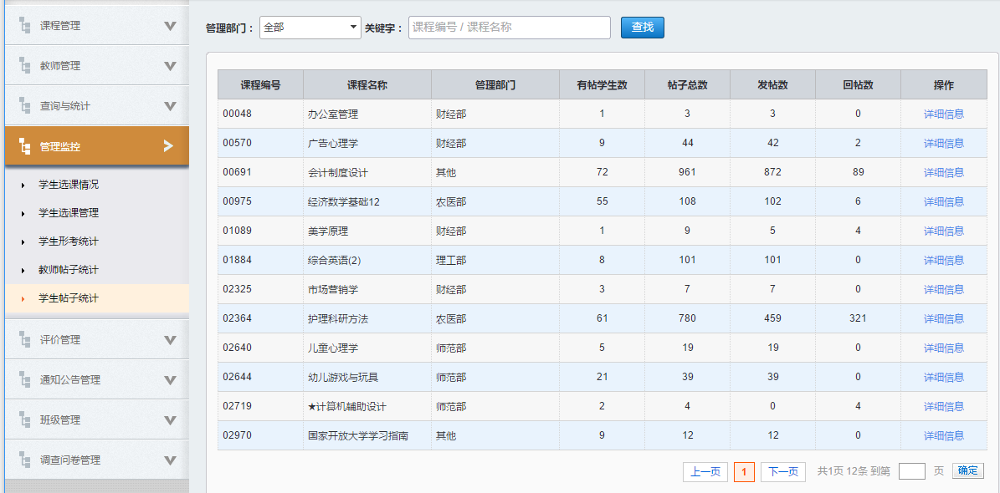 课程管理
教师管理
查询与统计
管理监控
学生选课情况
学生选课管理
学生形考统计
教师帖子统计
学生帖子统计
评价管理
通知公告管理
班级管理
调查问卷管理
管理部门： 全部 关键字： 课程编号 / 课程名称 查找
课程编号 课程名称 管理部门 有帖学生数 帖子总数 发帖数 回帖数 操作
00048 办公室管理 财经部 1 3 3 0 详细信息
00570 广告心理学 财经部 9 44 42 2 详细信息
00691 会计制度设计 其他 72 961 872 89 详细信息
00975 经济数学基础12 农医部 55 108 102 6 详细信息
01089 美学原理 财经部 1 9 5 4 详细信息
01884 综合英语(2) 理工部 8 101 101 0 详细信息
02325 市场营销学 财经部 3 7 7 0 详细信息
02364 护理科研方法 农医部 61 780 459 321 详细信息
02640 儿童心理学 师范部 5 19 19 0 详细信息
02644 幼儿游戏与玩具 师范部 21 39 39 0 详细信息
02719 ★计算机辅助设计 师范部 2 4 0 4 详细信息
02970 国家开放大学学习指南 其他 9 12 12 0 详细信息
上一页 1 下一页 共1页 12条 到第 页 确定